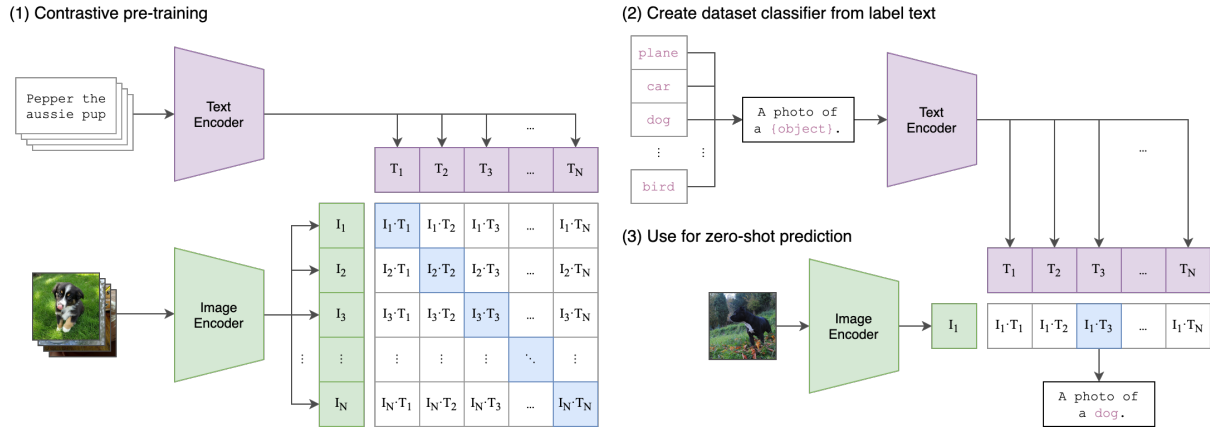 (1) Contrastive pre-training
Pepper the
aussie pup
Text
Encoder
...
T1 T2 T3 ... TN
I1
I2
I3
⋮
IN
I1·T1 I1·T2 I1·T3 ... I1·TN
I2·T1 I2·T2 I2·T3 ... I2·TN
I3·T1 I3·T2 I3·T3 ... I3·TN
⋮ ⋮ ⋮ ⋱ ⋮
IN·T1 IN·T2 IN·T3 ... IN·TN
Image
Encoder
⋮
(2) Create dataset classifier from label text
plane
car
dog
⋮
bird
⋮
A photo of
a {object}.
Text
Encoder
...
(3) Use for zero-shot prediction
Image
Encoder
T1 T2 T3 ... TN
I1
I1·T1 I1·T2 I1·T3 ... I1·TN
A photo of
a dog.